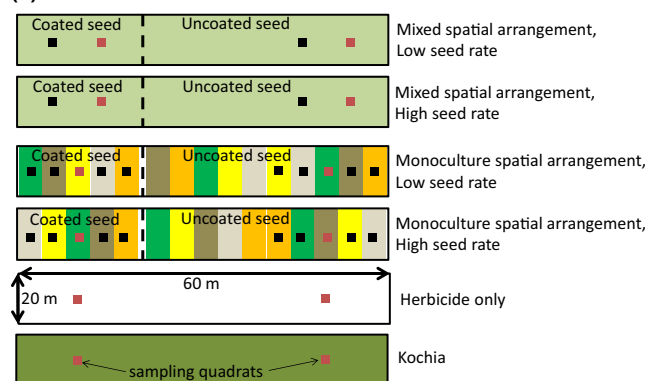 Coated seed
Uncoated seed
Mixed spatial arrangement,
Low seed rate
Coated seed
Uncoated seed
Mixed spatial arrangement,
High seed rate
Coated seed
Uncoated seed
Monoculture spatial arrangement,
Low seed rate
Coated seed
Uncoated seed
Monoculture spatial arrangement,
High seed rate
60 m
20 m
Herbicide only
Kochia
sampling quadrats